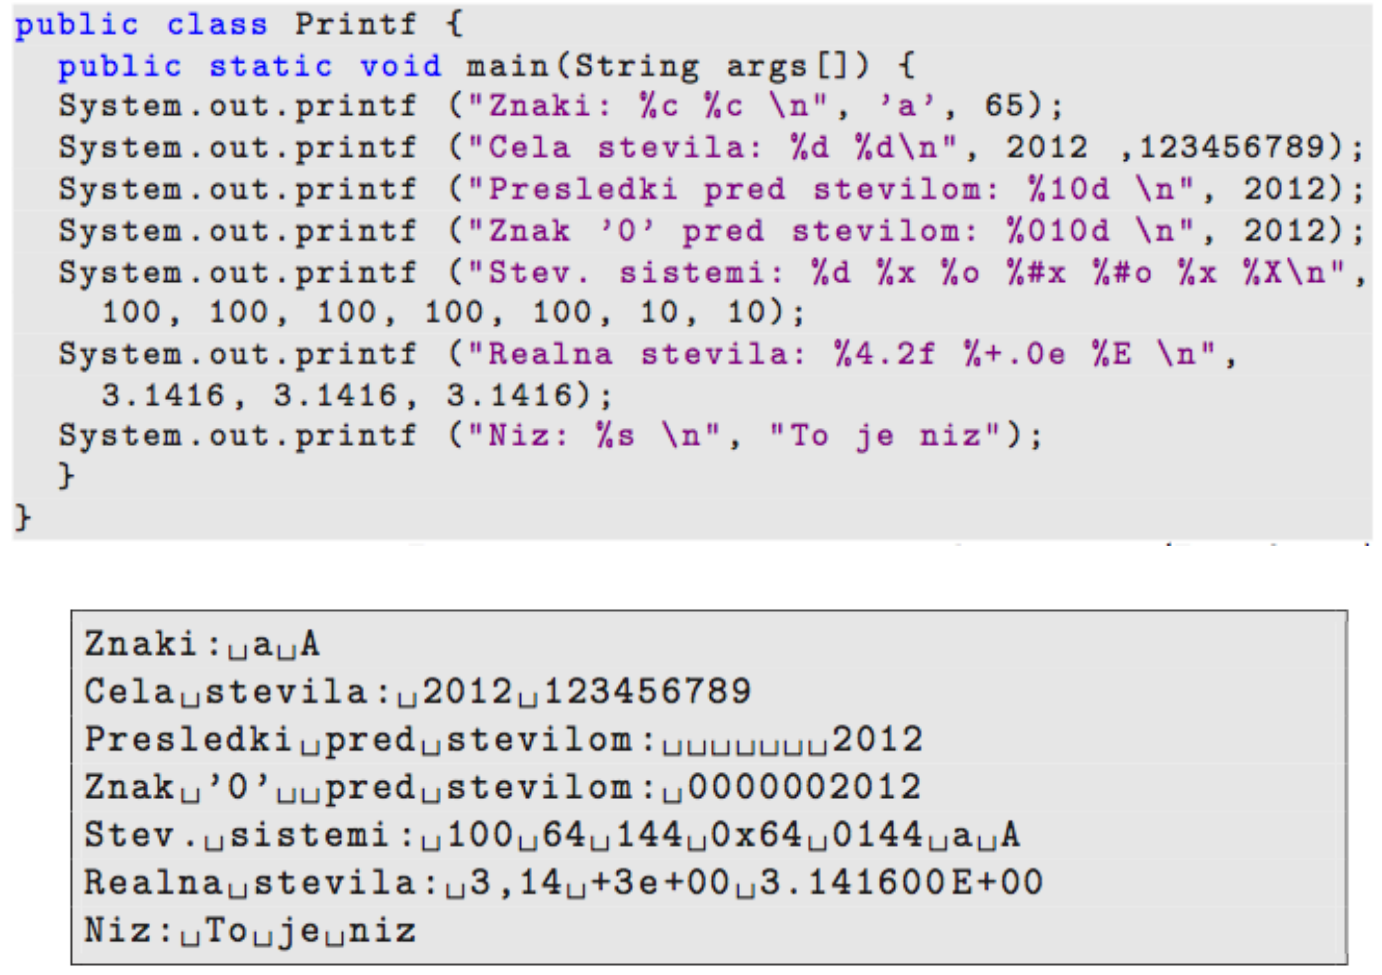 public class Printf {
  public static void main(String args[]) {
  System.out.printf ("Znaki: %c %c \n", 'a', 65);
  System.out.printf ("Cela stevila: %d %d\n", 2012 ,123456789);
  System.out.printf ("Presledki pred stevilom: %10d \n", 2012);
  System.out.printf ("Znak '0' pred stevilom: %010d \n", 2012);
  System.out.printf ("Stev. sistemi: %d %x %o %#x %#o %x %X\n",
    100, 100, 100, 100, 100, 10, 10);
  System.out.printf ("Realna stevila: %4.2f %+.0e %E \n",
    3.1416, 3.1416, 3.1416);
  System.out.printf ("Niz: %s \n", "To je niz");
  }
}
Znaki:␣a␣A
Cela␣stevila:␣2012␣123456789
Presledki␣pred␣stevilom:␣␣␣␣␣␣␣2012
Znak␣'0'␣␣pred␣stevilom:␣0000002012
Stev.␣sistemi:␣100␣64␣144␣0x64␣0144␣a␣A
Realna␣stevila:␣3,14␣+3e+00␣3.141600E+00
Niz:␣To␣je␣niz